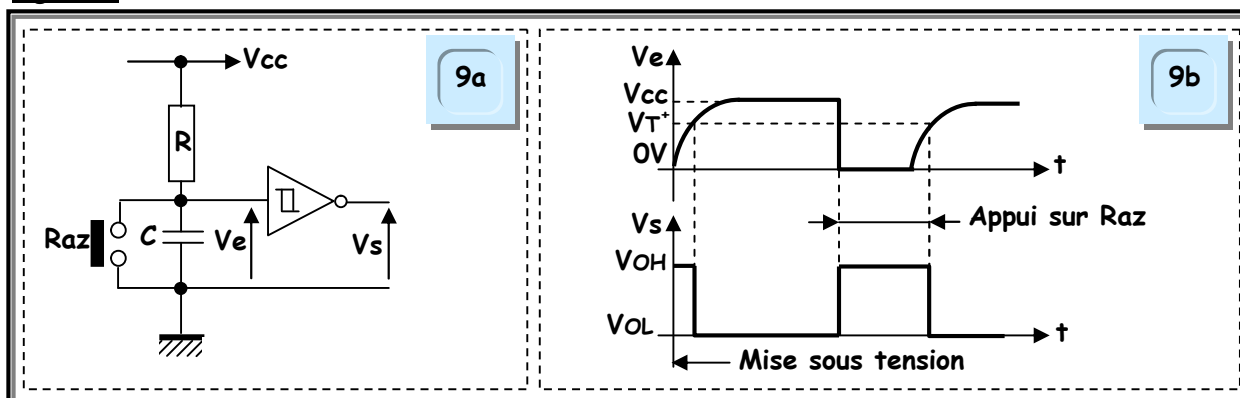 Vcc
9a
R
Raz
C
Ve
Vs
9b
Ve
Vcc
VT+
0V
t
Appui sur Raz
Vs
VOH
VOL
t
Mise sous tension